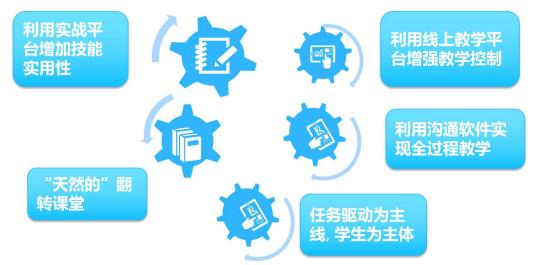 利用实战平
台增加技能
实用性
利用线上教学平
台增强教学控制
利用沟通软件实
现全过程教学
“天然的”翻
转课堂
任务驱动为主
线, 学生为主体